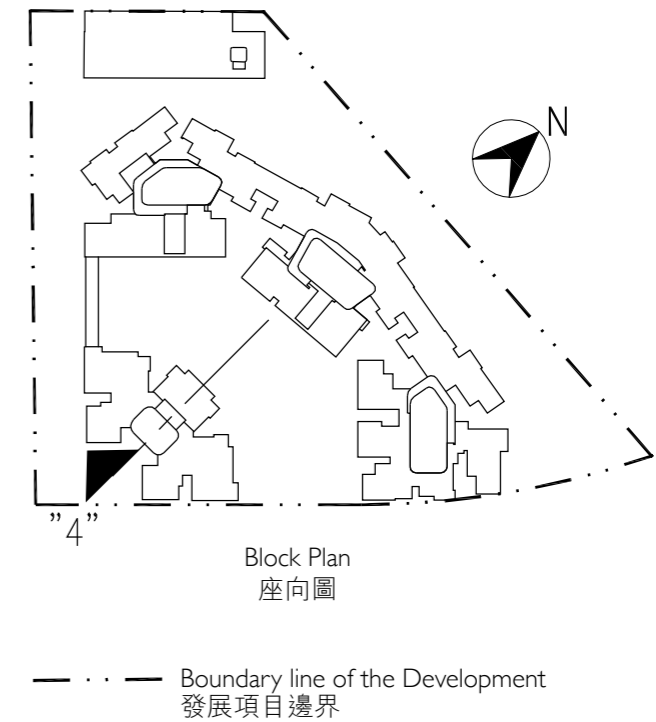 N
"4"
Block Plan
座向圖
Boundary line of the Development
發展項目邊界